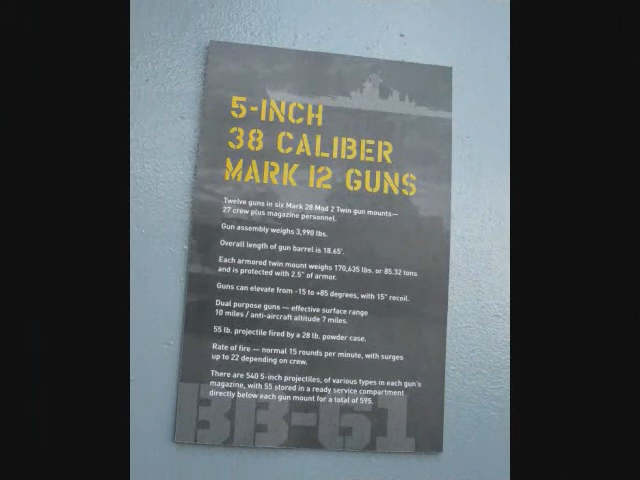 5-INCH
38 CALIBER
MARK 12 GUNS
Twelve guns in six Mark 28 Mod 2 Twin gun mounts—
27 crew plus magazine personnel.
Gun assembly weighs 3,990 lbs.
Overall length of gun barrel is 18.65'.
Each armored twin mount weighs 170,635 lbs. or 85.32 tons
and is protected with 2.5" of armor.
Guns can elevate from -15 to +85 degrees, with 15" recoil.
Dual purpose guns — effective surface range
10 miles / anti-aircraft altitude 7 miles.
55 lb. projectile fired by a 28 lb. powder case.
Rate of fire — normal 15 rounds per minute, with surges
up to 22 depending on crew.
There are 540 5-inch projectiles, of various types in each gun's
magazine, with 55 stored in a ready service compartment
directly below each gun mount for a total of 595.
BB-61